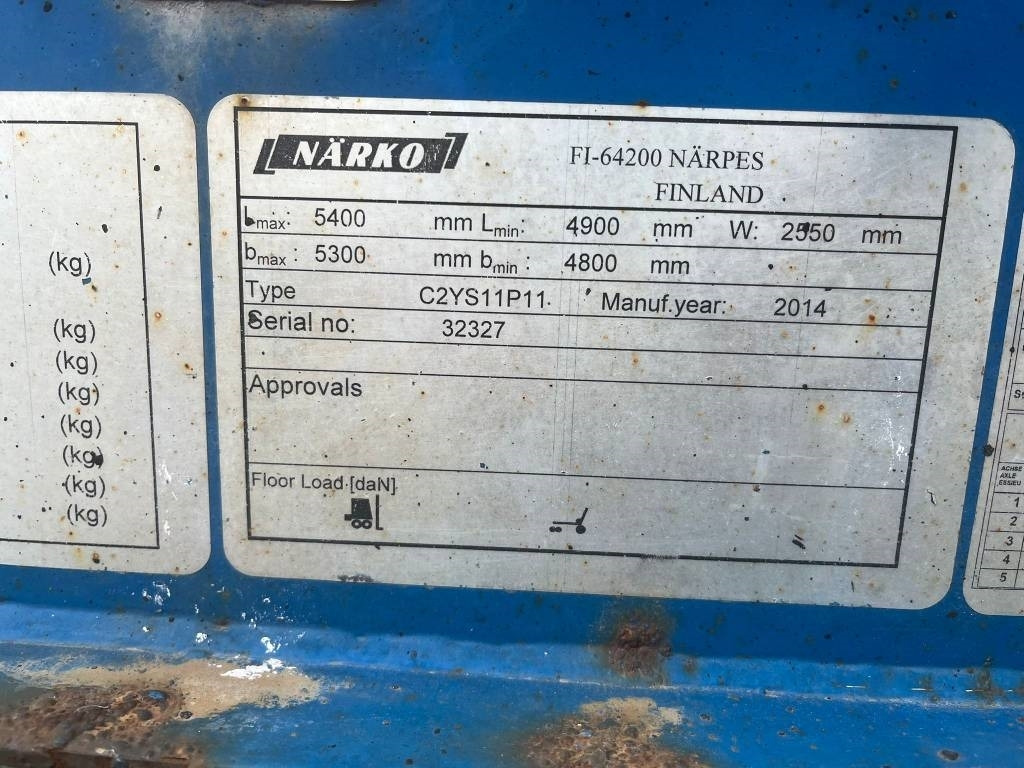 NÄRKO
FI-64200 NÄRPES
FINLAND
Lmax: 5400 mm Lmin: 4900 mm W: 2550 mm
bmax : 5300 mm bmin : 4800 mm
Type C2YS11P11 Manuf.year: 2014
Serial no: 32327
Approvals
Floor Load [daN]
(kg)
(kg)
(kg)
(kg)
(kg)
(kg)
(kg)
(kg)
ACHSE
AXLE
ESSIEU
1
2
3
4
5